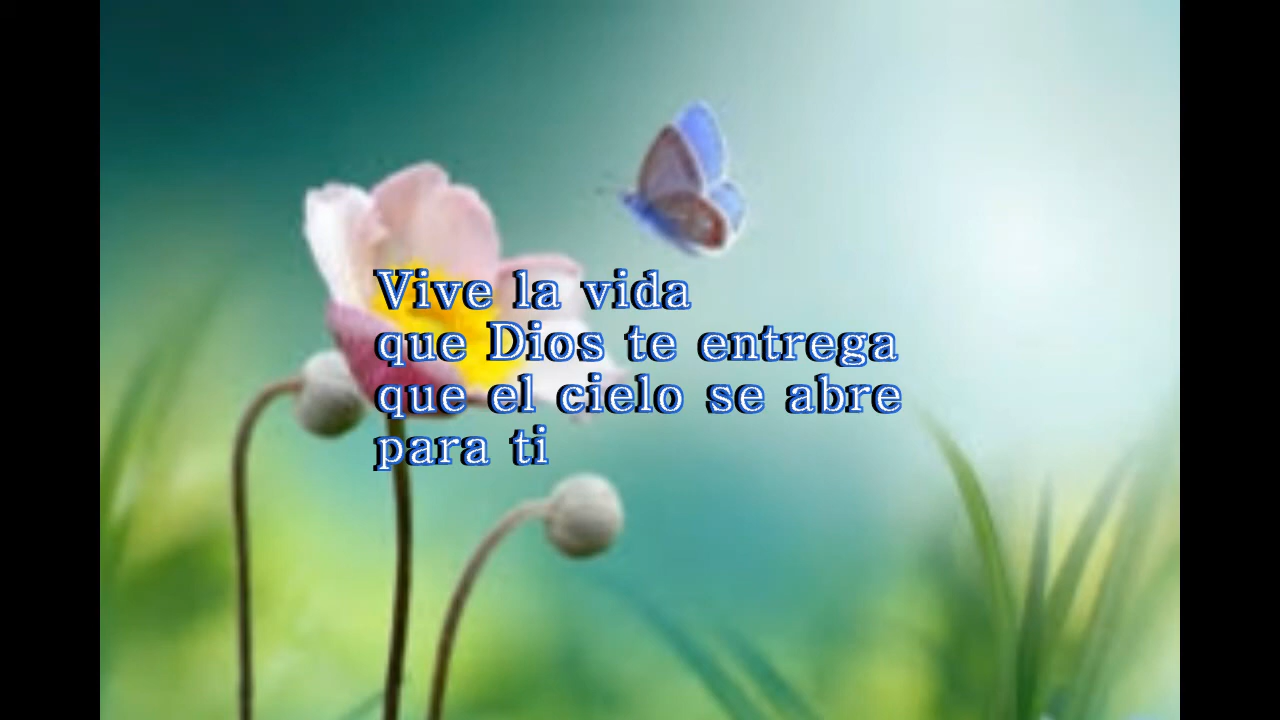 Vive la vida
que Dios te entrega
que el cielo se abre
para ti